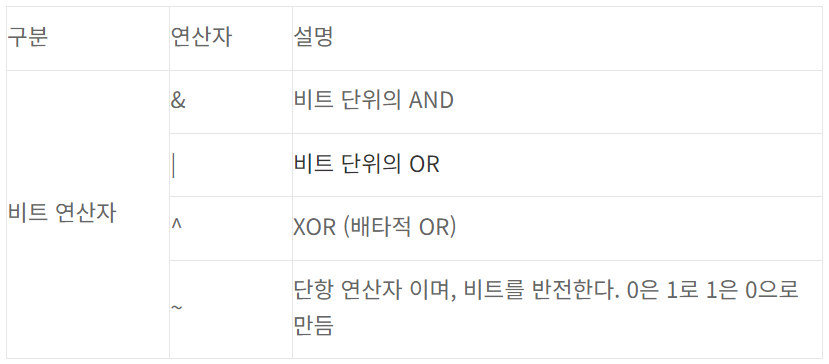 구분 연산자 설명
& 비트 단위의 AND
| 비트 단위의 OR
비트 연산자
^ XOR (배타적 OR)
~ 단항 연산자 이며, 비트를 반전한다. 0은 1로 1은 0으로
만듬